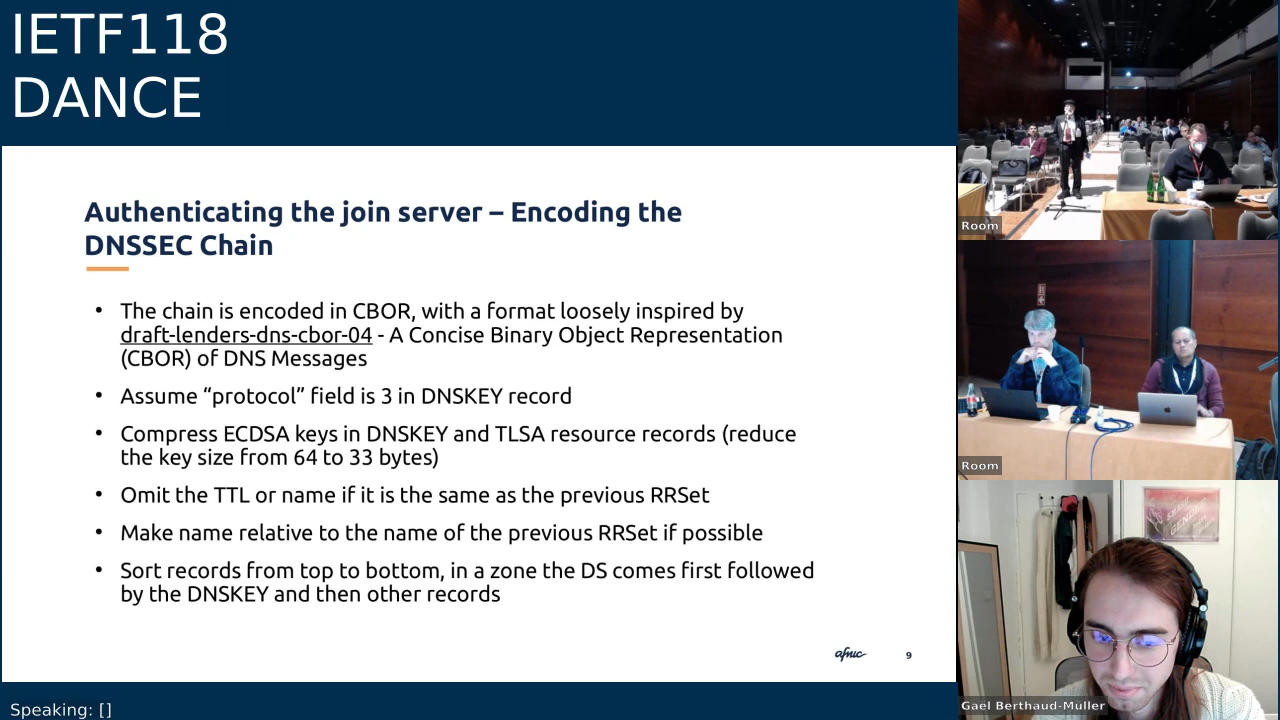 IETF118
DANCE
Authenticating the join server – Encoding the
DNSSEC Chain
• The chain is encoded in CBOR, with a format loosely inspired by
draft-lenders-dns-cbor-04 - A Concise Binary Object Representation
(CBOR) of DNS Messages
• Assume “protocol” field is 3 in DNSKEY record
• Compress ECDSA keys in DNSKEY and TLSA resource records (reduce
the key size from 64 to 33 bytes)
• Omit the TTL or name if it is the same as the previous RRSet
• Make name relative to the name of the previous RRSet if possible
• Sort records from top to bottom, in a zone the DS comes first followed
by the DNSKEY and then other records
afnic
9
Speaking: []
Room
Room
Gael Berthaud-Muller